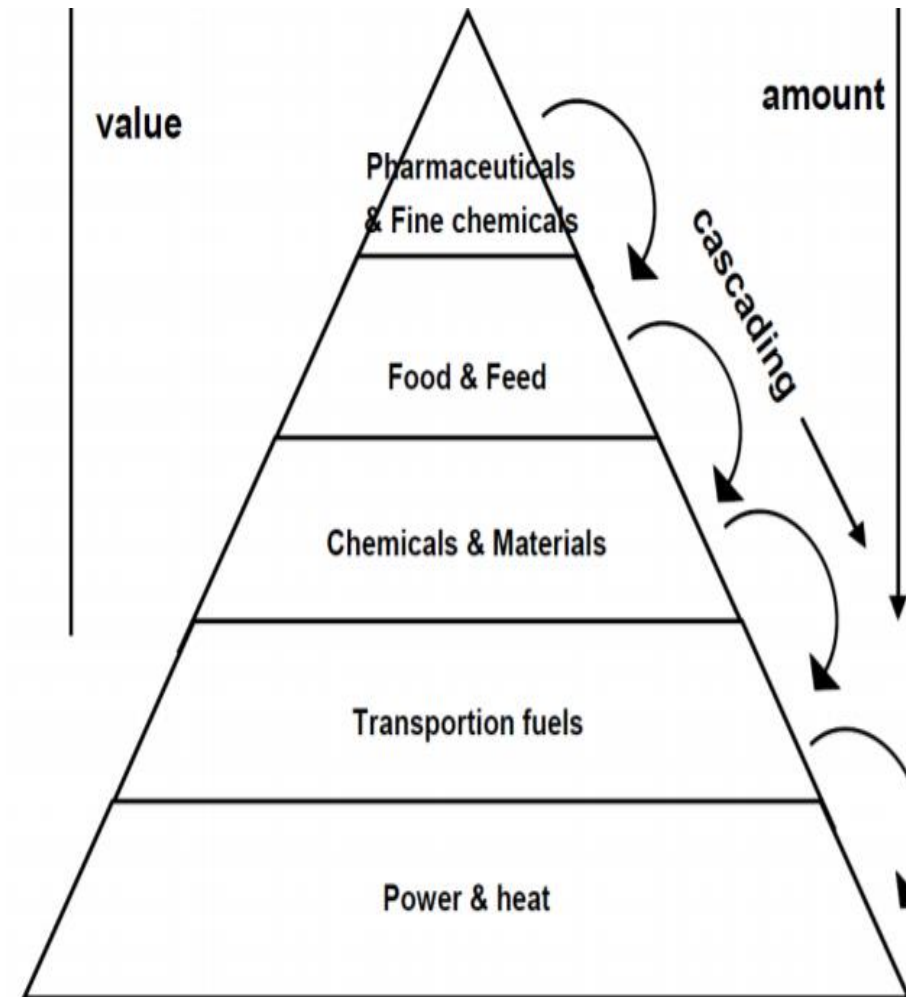 value
amount
Pharmaceuticals
& Fine chemicals
cascading
Food & Feed
Chemicals & Materials
Transportion fuels
Power & heat